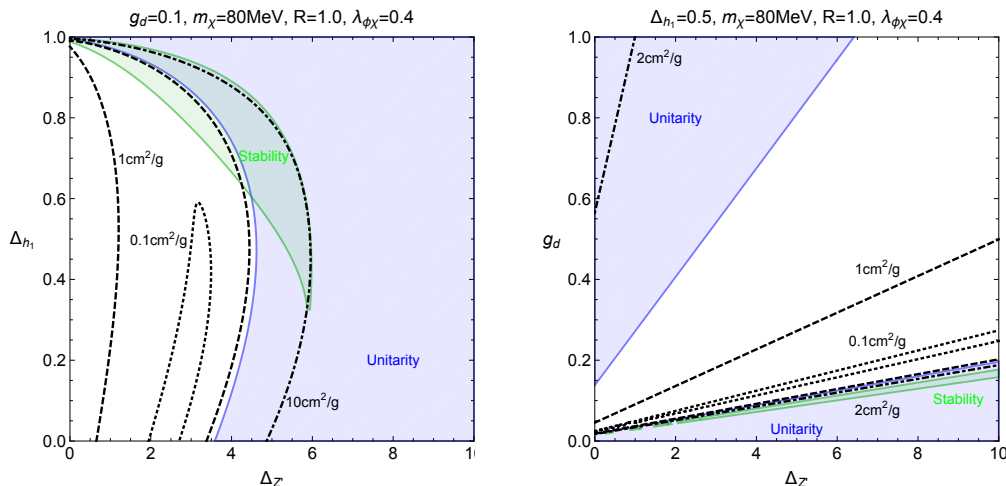 g_d=0.1, m_χ=80MeV, R=1.0, λ_ϕχ=0.4
1.0
0.8
0.6
0.4
0.2
0.0
Δ_h₁
1cm²/g
0.1cm²/g
Stability
Unitarity
10cm²/g
0
2
4
6
8
10
Δ_Z'
Δ_h₁=0.5, m_χ=80MeV, R=1.0, λ_ϕχ=0.4
1.0
0.8
0.6
0.4
0.2
0.0
g_d
2cm²/g
Unitarity
1cm²/g
0.1cm²/g
Stability
2cm²/g
Unitarity
0
2
4
6
8
10
Δ_Z'